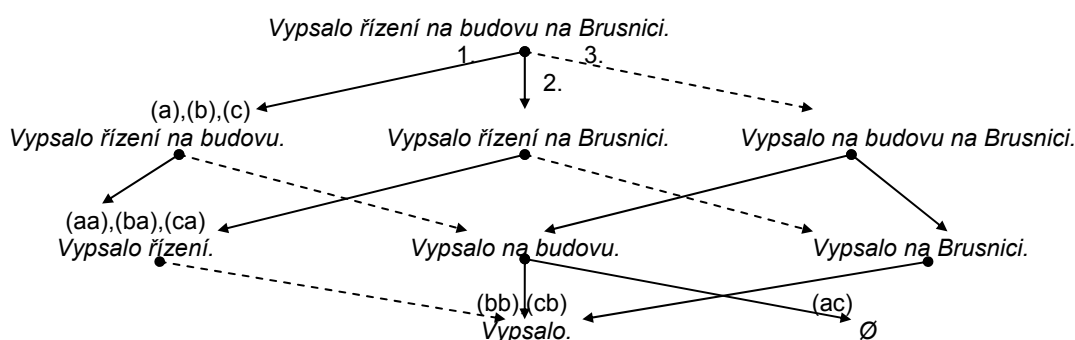 Vypsalo řízení na budovu na Brusnici.
1. 3.
2.
(a),(b),(c)
Vypsalo řízení na budovu. Vypsalo řízení na Brusnici. Vypsalo na budovu na Brusnici.
(aa),(ba),(ca)
Vypsalo řízení. Vypsalo na budovu. Vypsalo na Brusnici.
(bb),(cb) (ac)
Vypsalo. Ø